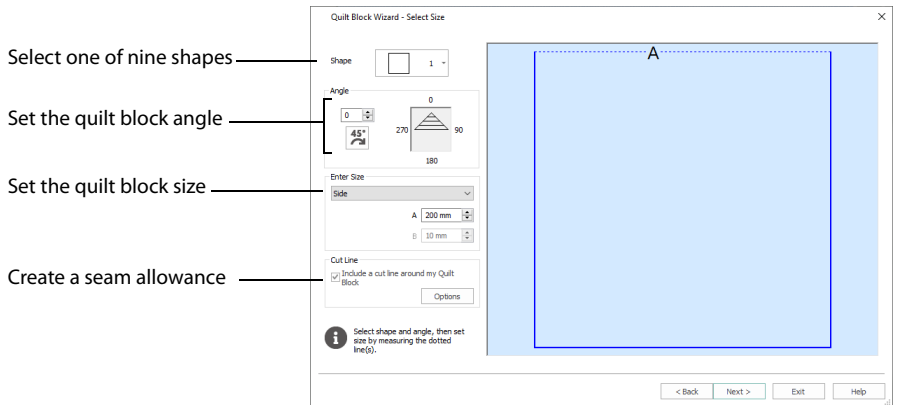 Quilt Block Wizard - Select Size
Select one of nine shapes
Shape
1
A
Angle
0
0
Set the quilt block angle
45°
270
90
180
Enter Size
Set the quilt block size
Side
A 200 mm
B 10 mm
Cut Line
Create a seam allowance
Include a cut line around my Quilt
Block
Options
Select shape and angle, then set
size by measuring the dotted
line(s).
< Back Next > Exit Help